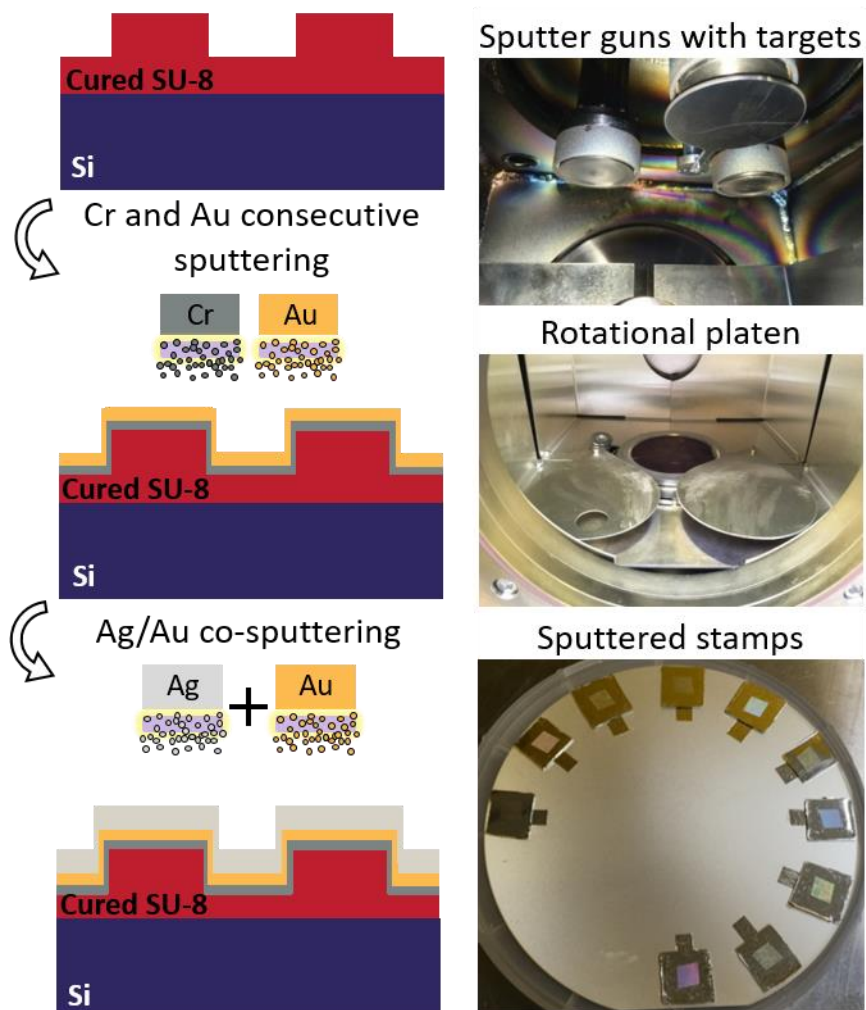 Cured SU-8
Si
Cr and Au consecutive
sputtering
Cr
Au
Cured SU-8
Si
Ag/Au co-sputtering
Ag
+
Au
Cured SU-8
Si
Sputter guns with targets
Rotational platen
Sputtered stamps